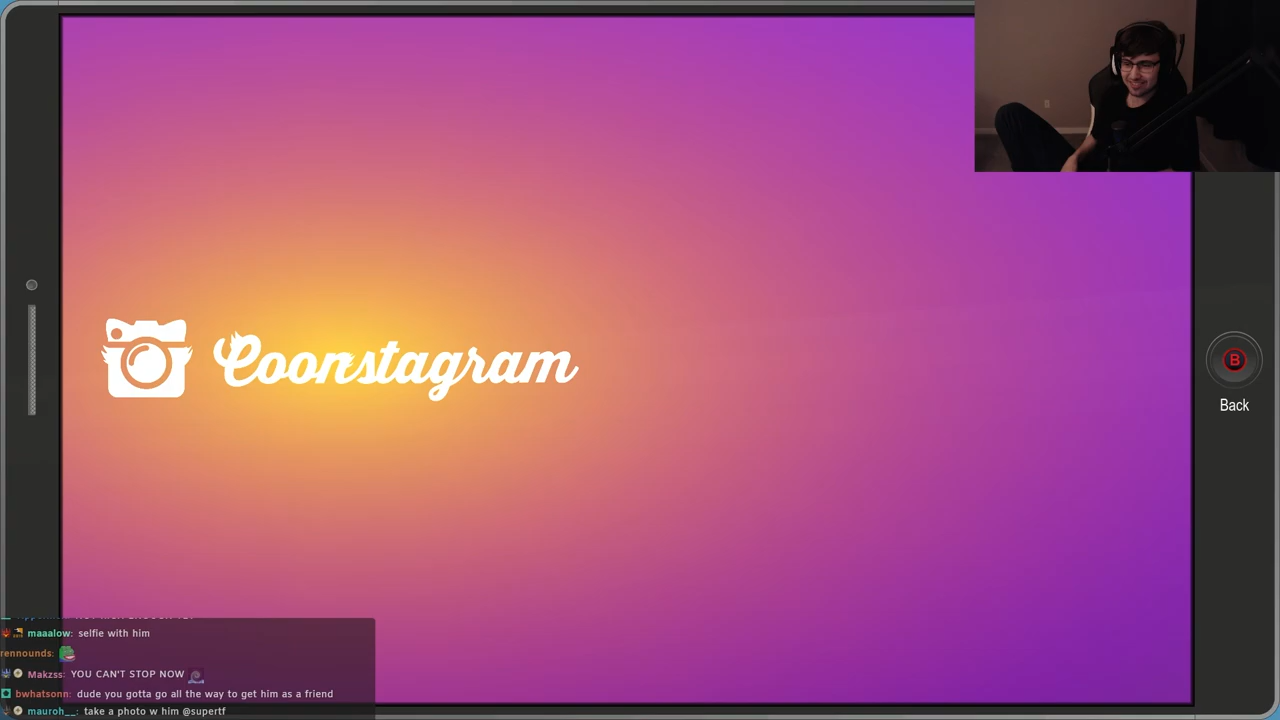 Coonstagram
B
Back
maaalow: selfie with him
rennounds:
Makzss: YOU CAN'T STOP NOW
bwhatsonn: dude you gotta go all the way to get him as a friend
mauroh__: take a photo w him @supertf